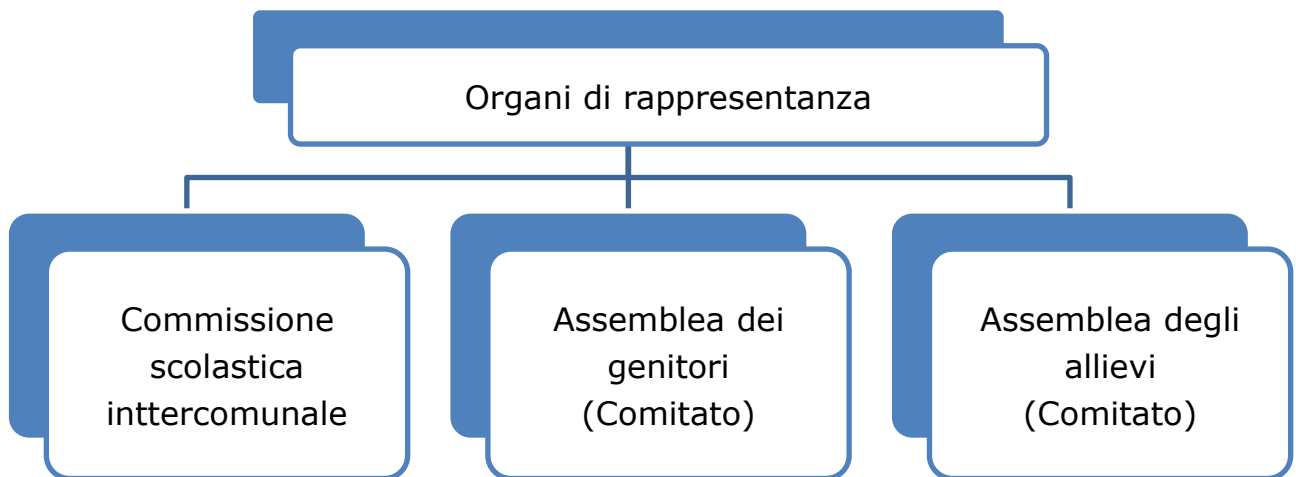 Organi di rappresentanza
Commissione
scolastica
inttercomunale
Assemblea dei
genitori
(Comitato)
Assemblea degli
allievi
(Comitato)